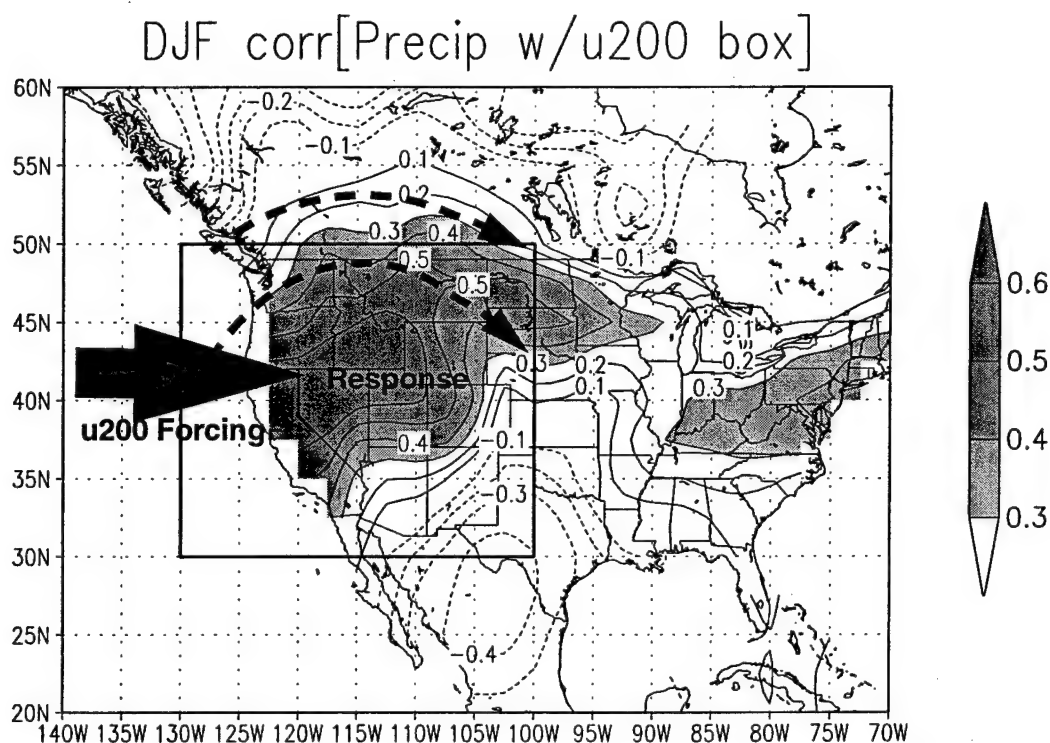 DJF corr[Precip w/u200 box]
60N
55N
50N
45N
40N
35N
30N
25N
20N
140W 135W 130W 125W 120W 115W 110W 105W 100W 95W 90W 85W 80W 75W 70W
-0.2
-0.1
0.1
0.2
0.3
0.4
-0.1
0.5
0.5
0.1
0.2
0.3
0.2
0.1
0.3
Response
u200 Forcing
0.4
-0.1
-0.3
-0.4
0.6
0.5
0.4
0.3